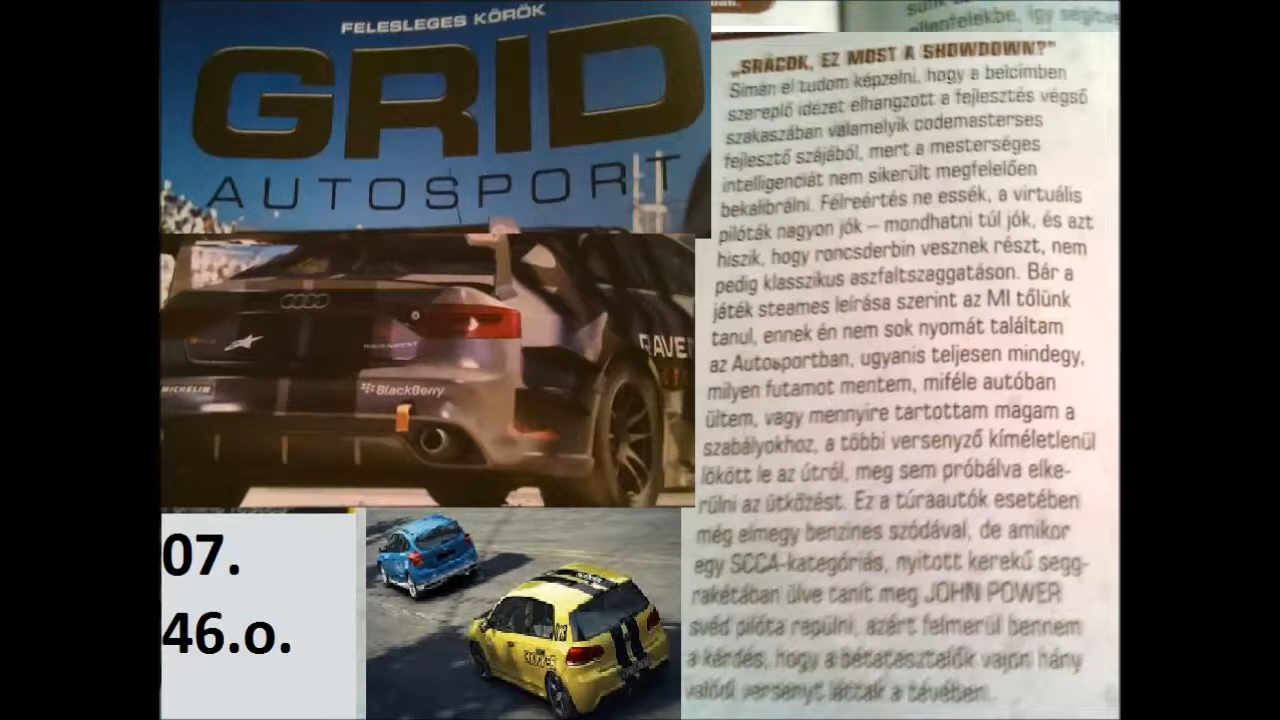 FELESLEGES KÖRÖK
GRID
AUTOSPORT
RAVE
MICHELIN
BlackBerry
07.
46.o.
ellenfelekbe, így
„SRÁCOK, EZ MOST A SHOWDOWN?"
Simán el tudom képzelni, hogy a belcímben
szereplő idézet elhangzott a fejlesztés végső
szakaszában valamelyik codemasterses
fejlesztő szájából, mert a mesterséges
intelligenciát nem sikerült megfelelően
bekalibrálni. Félreértés ne essék, a virtuális
pilóták nagyon jók – mondhatni túl jók, és azt
hiszik, hogy roncsderbin vesznek részt, nem
pedig klasszikus aszfaltszaggatáson. Bár a
játék steames leírása szerint az MI tőlünk
tanul, ennek én nem sok nyomát találtam
az Autosportban, ugyanis teljesen mindegy,
milyen futamot mentem, miféle autóban
ültem, vagy mennyire tartottam magam a
szabályokhoz, a többi versenyző kíméletlenül
lökött le az útról, meg sem próbálva elke-
rülni az ütközést. Ez a túraautók esetében
még elmegy benzines szódával, de amikor
egy SCCA-kategóriás, nyitott kerekű segg-
rakétában ülve tanít meg JOHN POWER
svéd pilóta repülni, azért felmerül bennem
a kérdés, hogy a bétatesztelők vajon hány
valódi versenyt láttak a tévében.